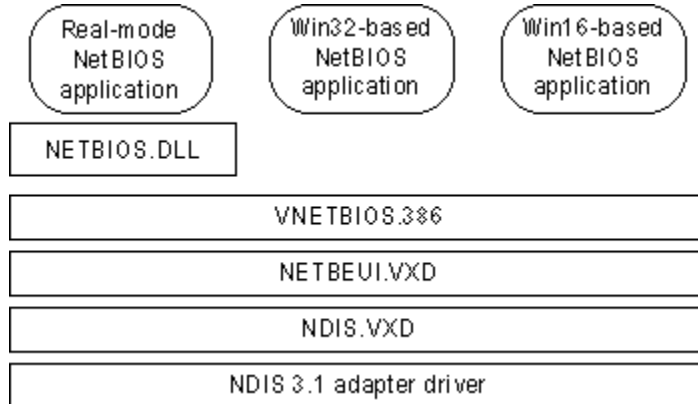 Real-mode
NetBIOS
application
Win32-based
NetBIOS
application
Win16-based
NetBIOS
application
NETBIOS.DLL
VNETBIOS.386
NETBEUI.VXD
NDIS.VXD
NDIS 3.1 adapter driver